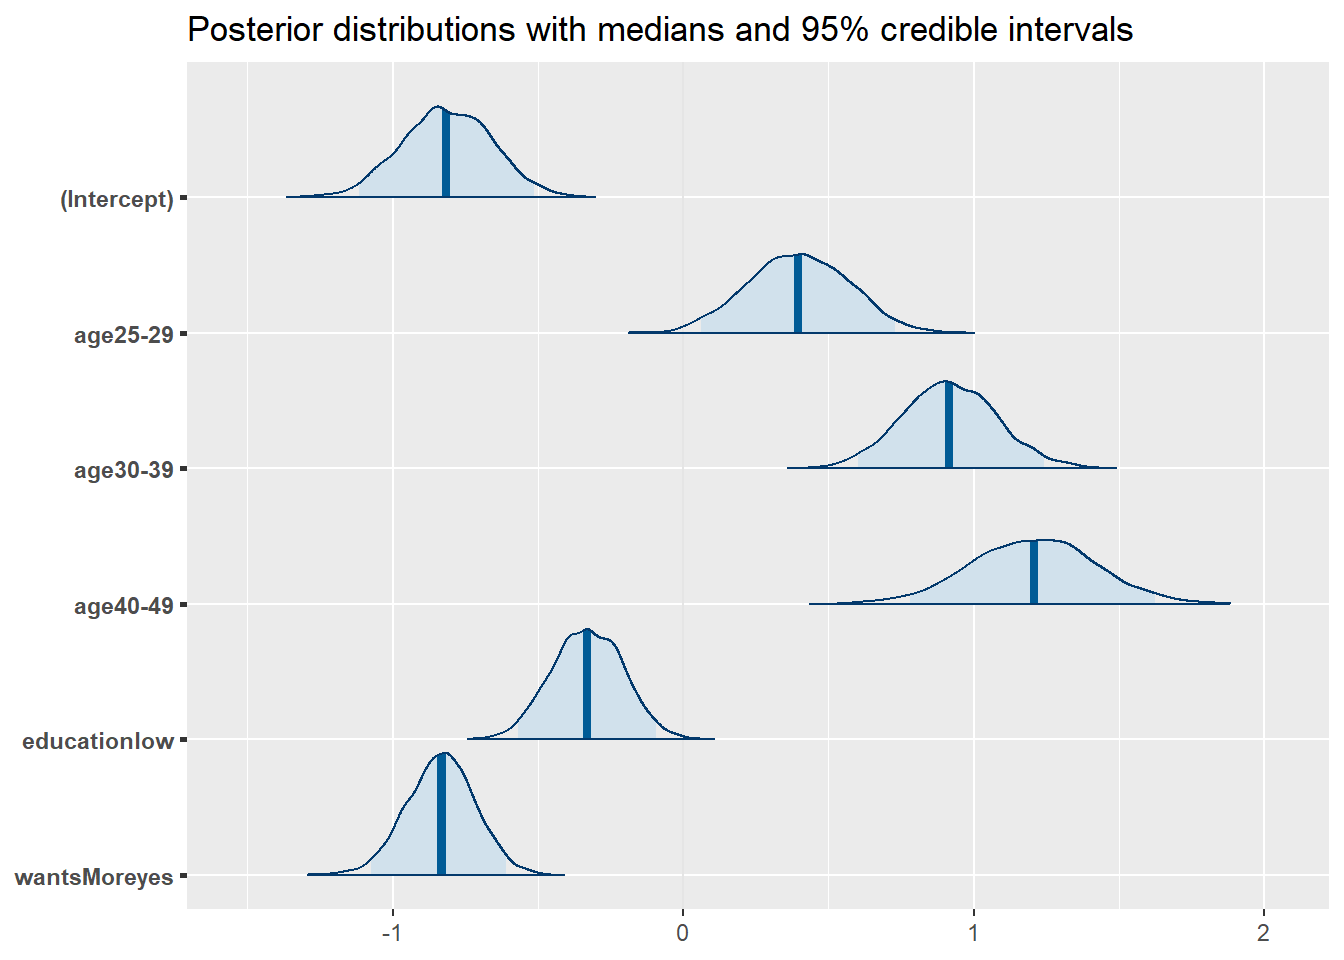 Posterior distributions with medians and 95% credible intervals
(Intercept)
age25-29
age30-39
age40-49
educationlow
wantsMoreyes
-1 0 1 2